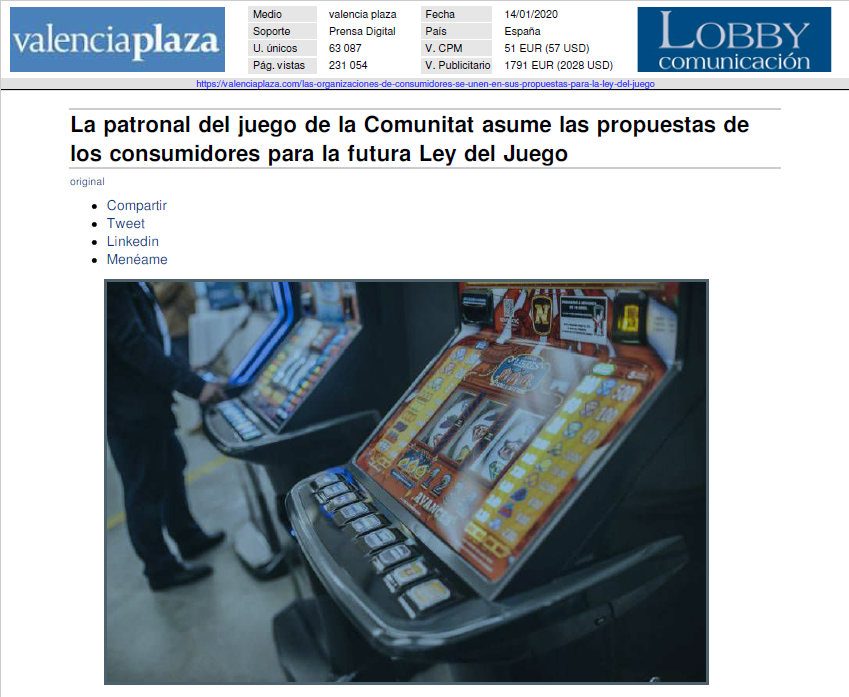 valenciaplaza
Medio valencia plaza Fecha 14/01/2020
Soporte Prensa Digital País España
U. únicos 63 087 V. CPM 51 EUR (57 USD)
Pág. vistas 231 054 V. Publicitario 1791 EUR (2028 USD)
LOBBY
comunicación
https://valenciaplaza.com/las-organizaciones-de-consumidores-se-unen-en-sus-propuestas-para-la-ley-del-juego
La patronal del juego de la Comunitat asume las propuestas de
los consumidores para la futura Ley del Juego
original
Compartir
Tweet
Linkedin
Menéame
N
AVANCES